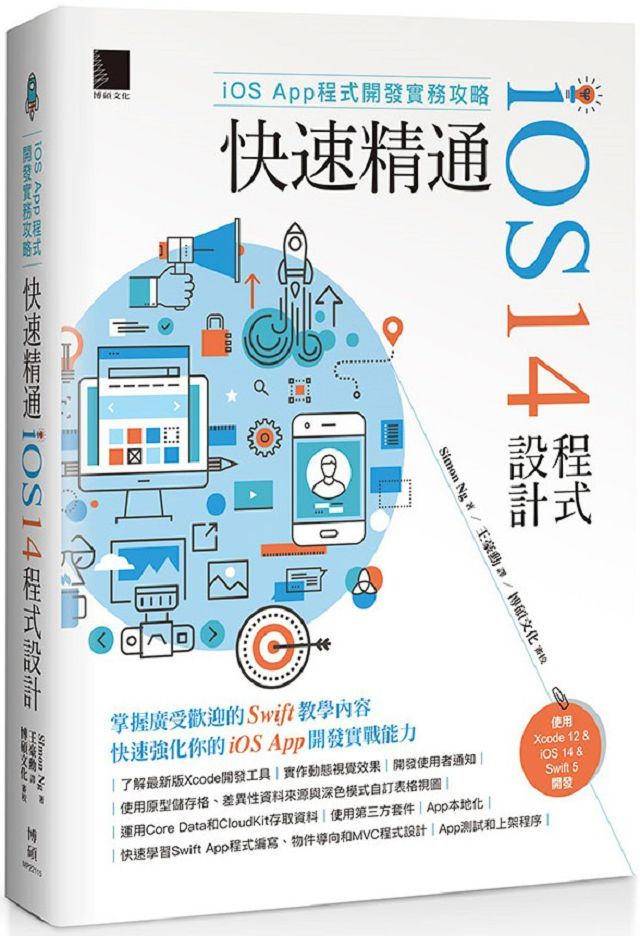 博碩文化
iOS App程式開發實務攻略
快速精通
iOS 14
程式
設計
Simon Ng 著 / 王豪勳 譯 / 博碩文化 審校
掌握廣受歡迎的Swift教學內容
快速強化你的iOS App開發實戰能力
|了解最新版Xcode開發工具|實作動態視覺效果|開發使用者通知|
|使用原型儲存格、差異性資料來源與深色模式自訂表格視圖|
|運用Core Data和CloudKit存取資料|使用第三方套件|App本地化|
|快速學習Swift App程式編寫、物件導向和MVC程式設計|App測試和上架程序|
使用
Xcode 12 &
iOS 14 &
Swift 5
開發
iOS App程式
開發實務攻略
快速精通 iOS 14 程式設計
Simon Ng 著
王豪勳 譯
博碩文化 審校
博碩
MP22115